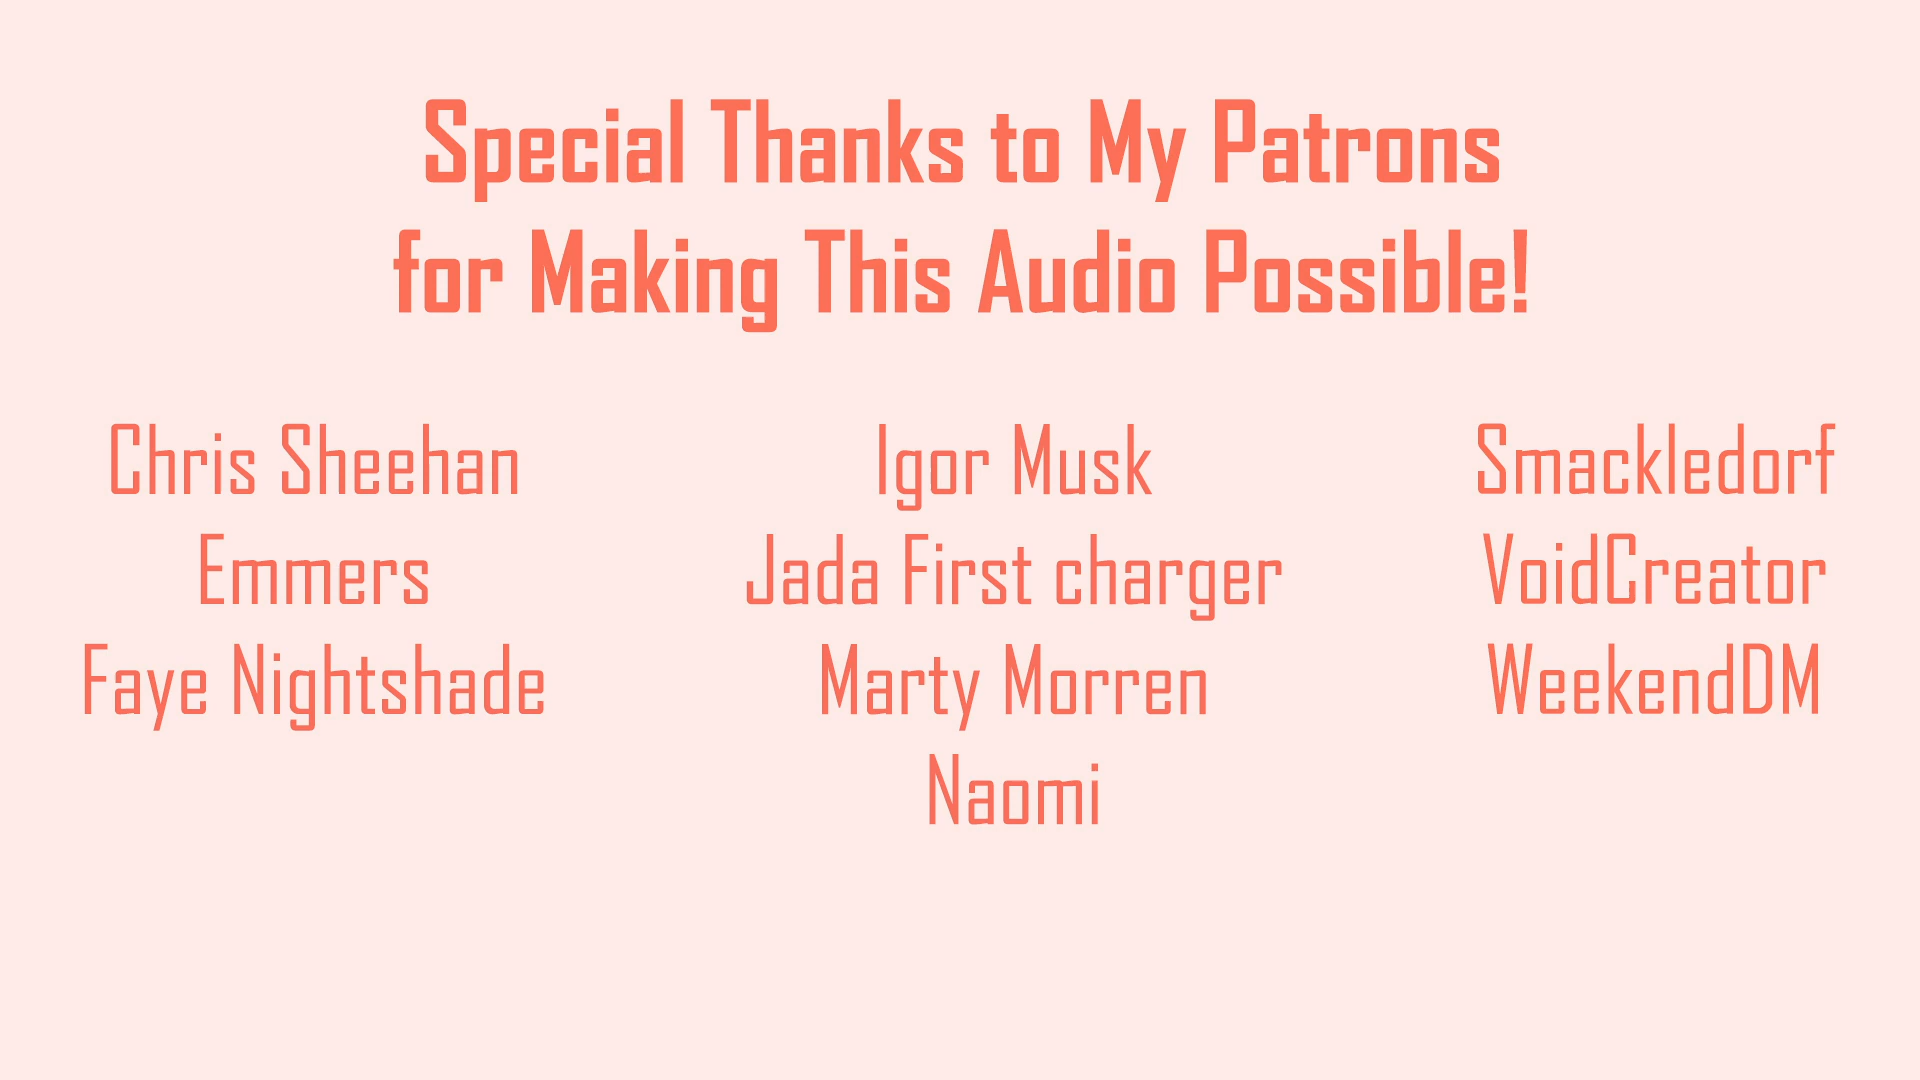 Special Thanks to My Patrons
for Making This Audio Possible!
Chris Sheehan
Emmers
Faye Nightshade
Igor Musk
Jada First charger
Marty Morren
Naomi
Smackledorf
VoidCreator
WeekendDM